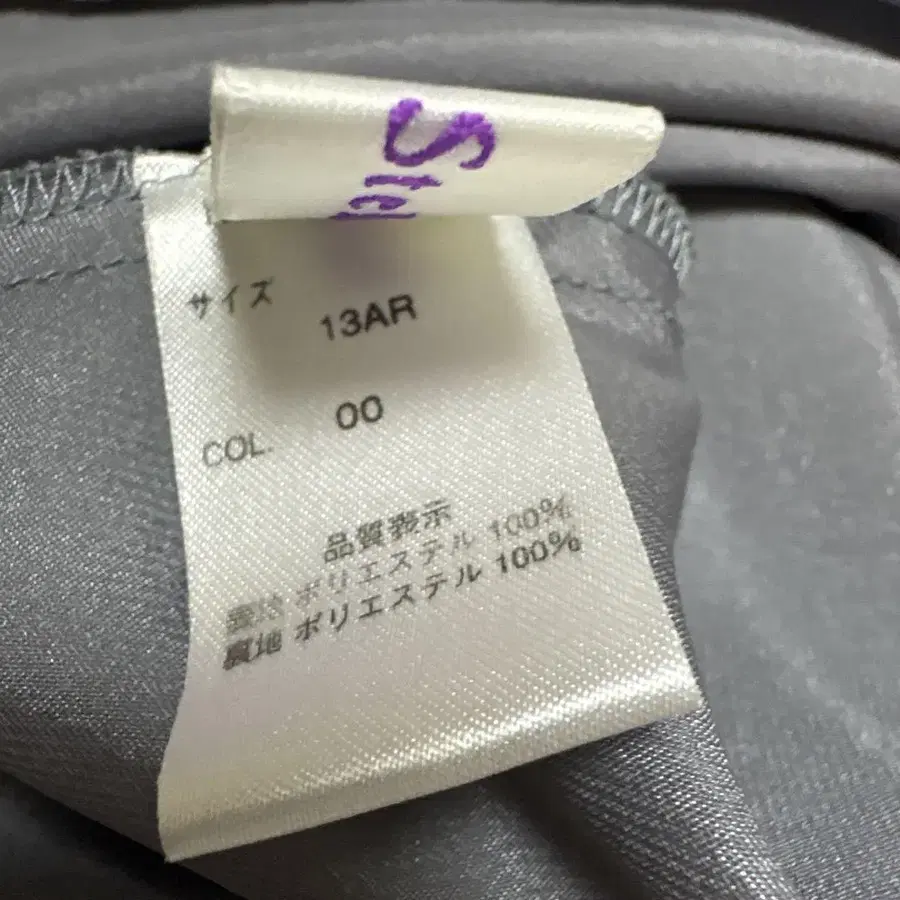 サイズ 13AR
COL. 00
品質表示
表地 ポリエステル 100%
裏地 ポリエステル 100%